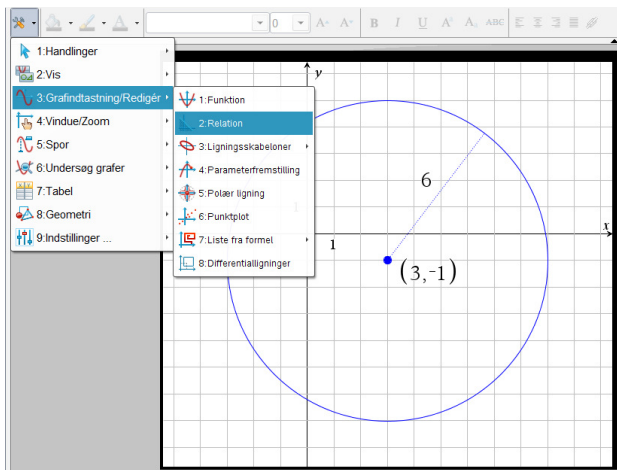 0 A+ A- B I U A° A. ABC
1:Handlinger
2:Vis
3:Grafindtastning/Redigér
4:Vindue/Zoom
5:Spor
6:Undersøg grafer
7:Tabel
8:Geometri
9:Indstillinger ...
1:Funktion
2:Relation
3:Ligningsskabeloner
4:Parameterfremstilling
5:Polær ligning
6:Punktplot
7:Liste fra formel
8:Differentialligninger
y
6
x
1
(3,-1)